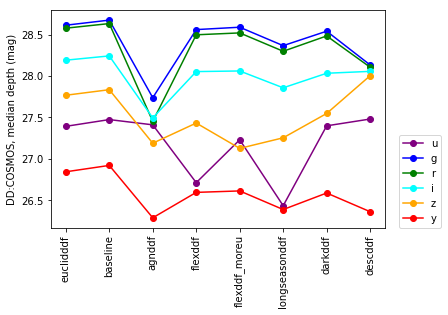 DD:COSMOS, median depth (mag)
28.5
28.0
27.5
27.0
26.5
euclidddf
baseline
agnddf
flexddf
flexddf_moreu
longseasonddf
darkddf
descddf
u
g
r
i
z
y